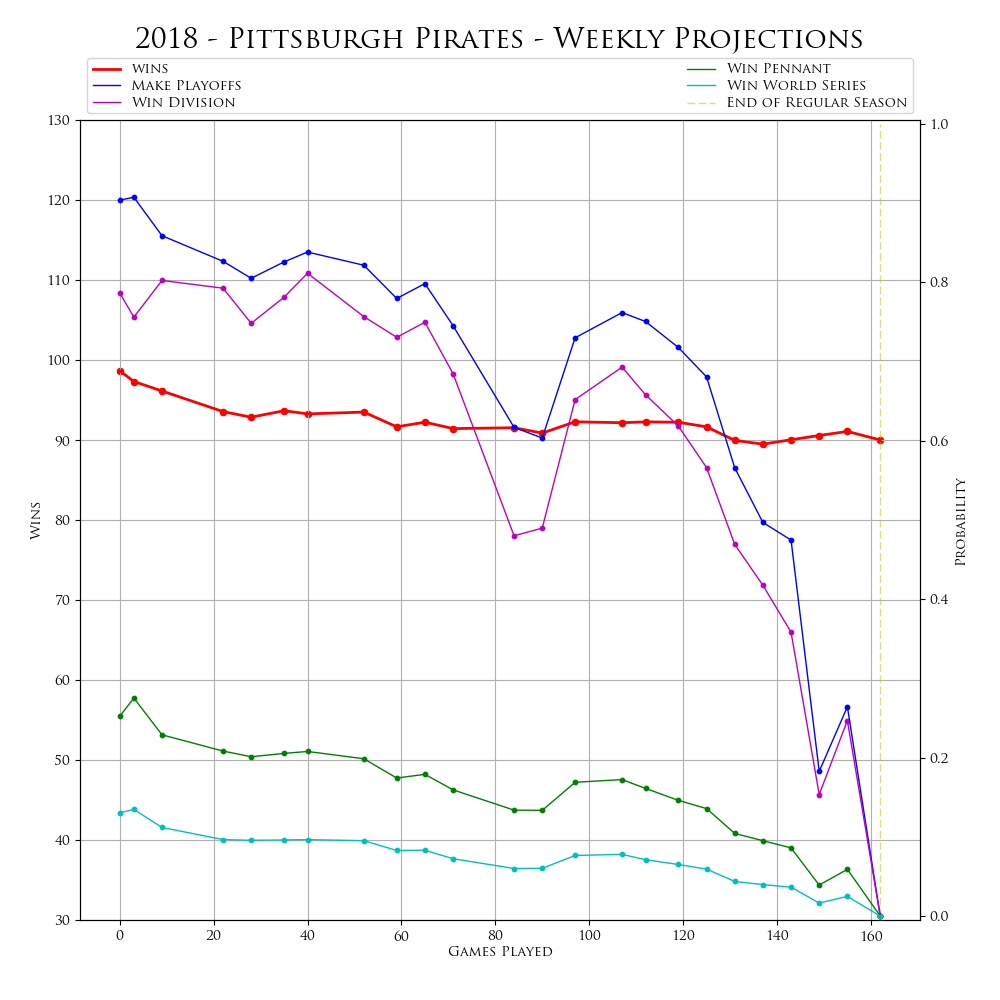 2018 - Pittsburgh Pirates - Weekly Projections
wins
Make Playoffs
Win Division
Win Pennant
Win World Series
End of Regular Season
130
120
110
100
90
80
70
60
50
40
30
Wins
1.0
0.8
0.6
0.4
0.2
0.0
Probability
0 20 40 60 80 100 120 140 160
Games Played